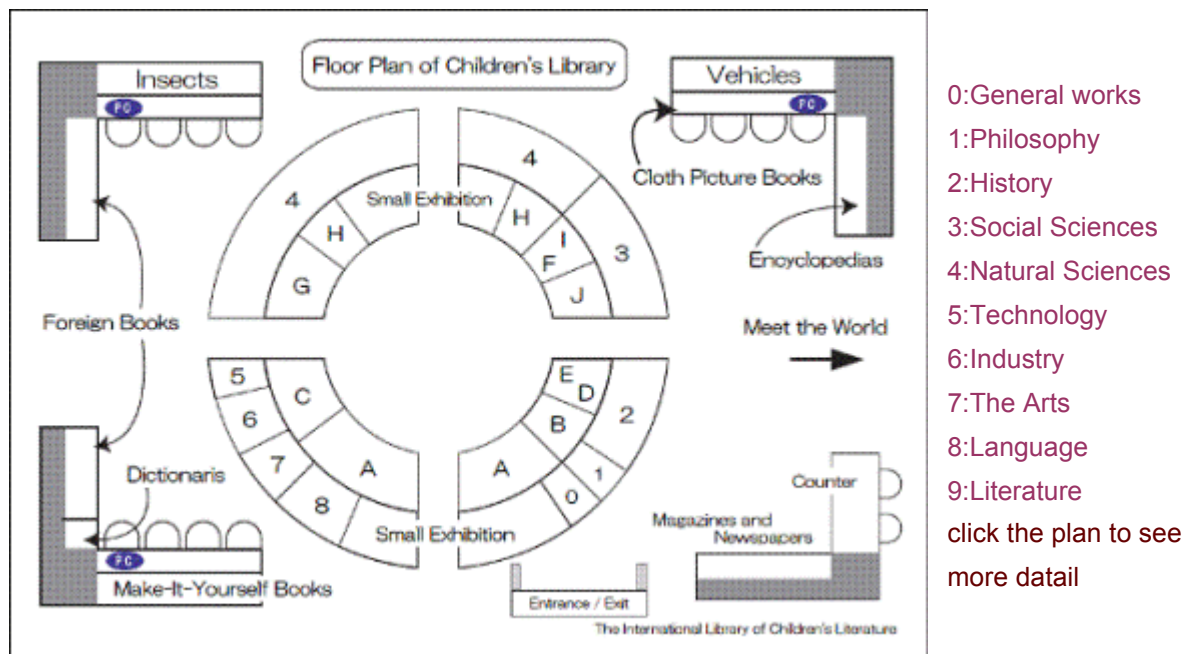 Floor Plan of Children's Library
Insects
PC
Vehicles
PC
Cloth Picture Books
Encyclopedias
Foreign Books
Meet the World
4
Small Exhibition
H
G
4
H
I
F
J
3
5
C
6
7
A
8
Small Exhibition
E
D
B
A
2
1
0
Dictionaris
PC
Make-It-Yourself Books
Counter
Magazines and
Newspapers
Entrance / Exit
The International Library of Children's Literature
0:General works
1:Philosophy
2:History
3:Social Sciences
4:Natural Sciences
5:Technology
6:Industry
7:The Arts
8:Language
9:Literature
click the plan to see
more datail